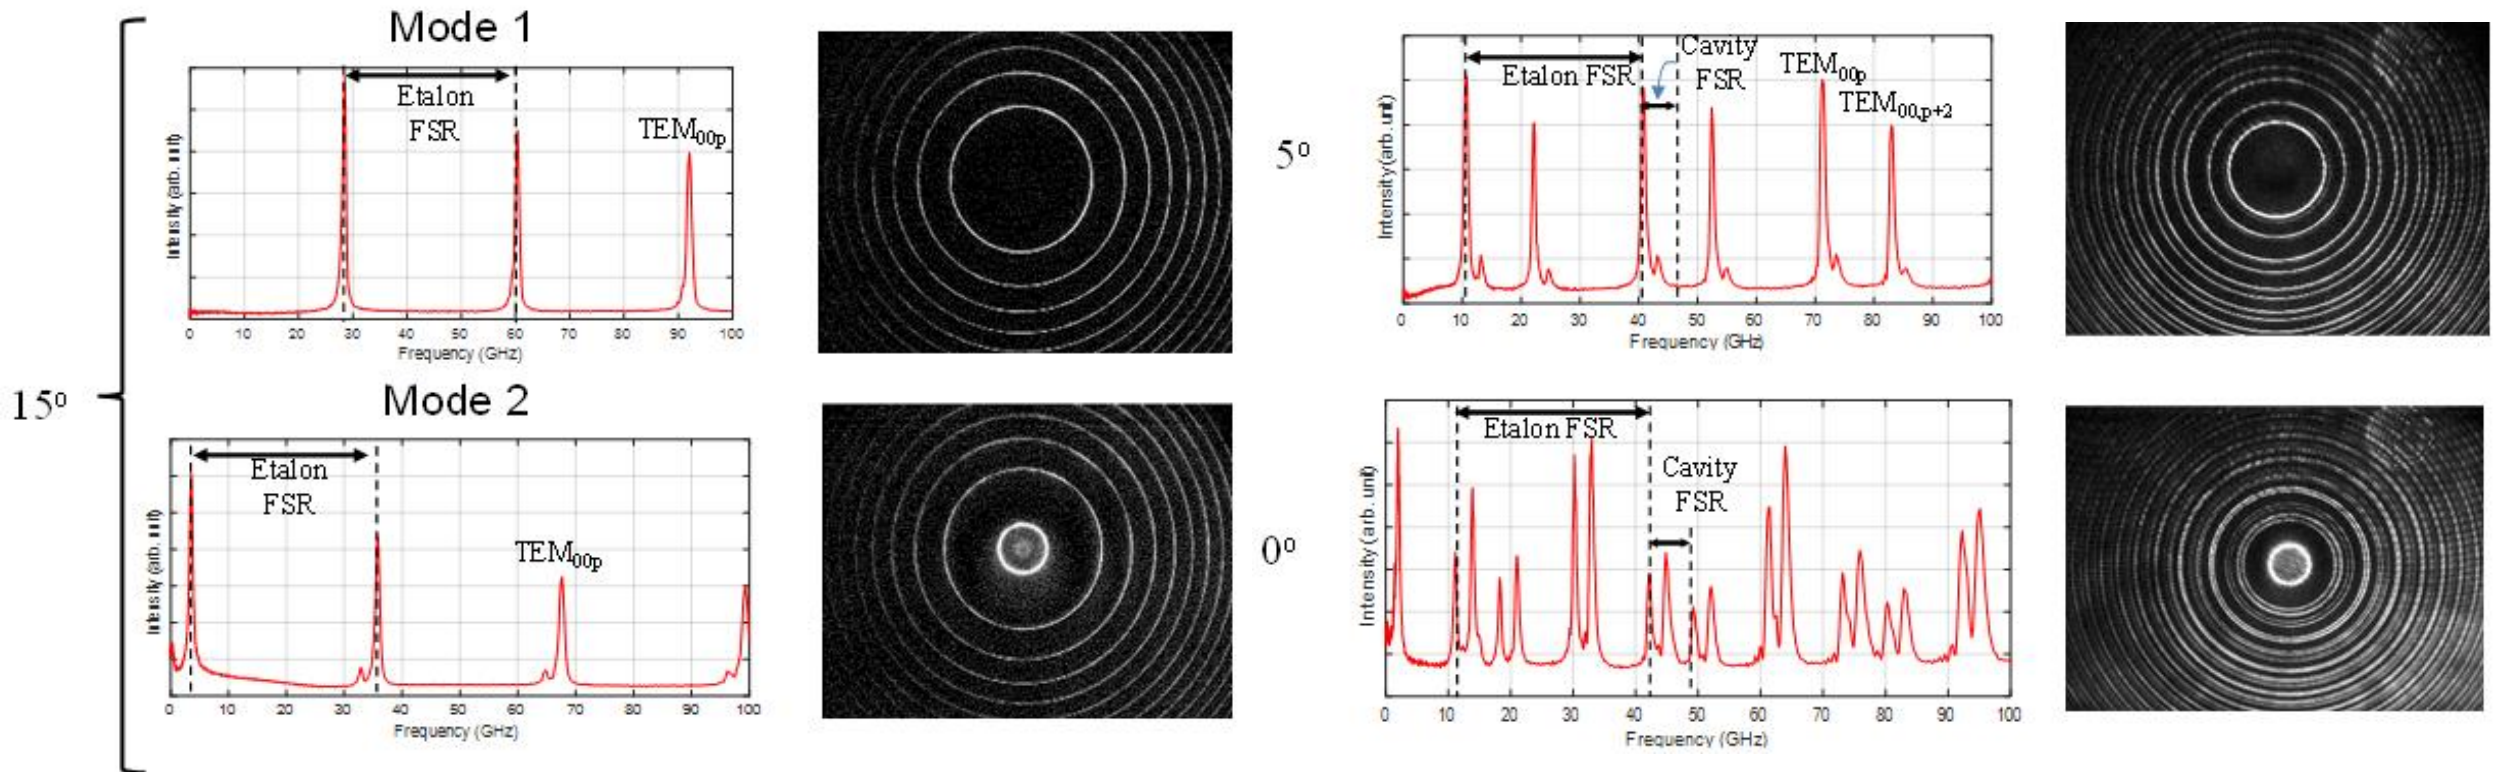 15°
Mode 1
Intensity (arb. unit)
Etalon
FSR
TEM00p
0 10 20 30 40 50 60 70 80 90 100
Frequency (GHz)
Mode 2
Intensity (arb. unit)
Etalon
FSR
TEM00p
0 10 20 30 40 50 60 70 80 90 100
Frequency (GHz)
5°
Intensity (arb. unit)
Etalon FSR
Cavity
FSR
TEM00p
TEM00,p+2
0 10 20 30 40 50 60 70 80 90 100
Frequency (GHz)
0°
Intensity (arb. unit)
Etalon FSR
Cavity
FSR
0 10 20 30 40 50 60 70 80 90 100
Frequency (GHz)